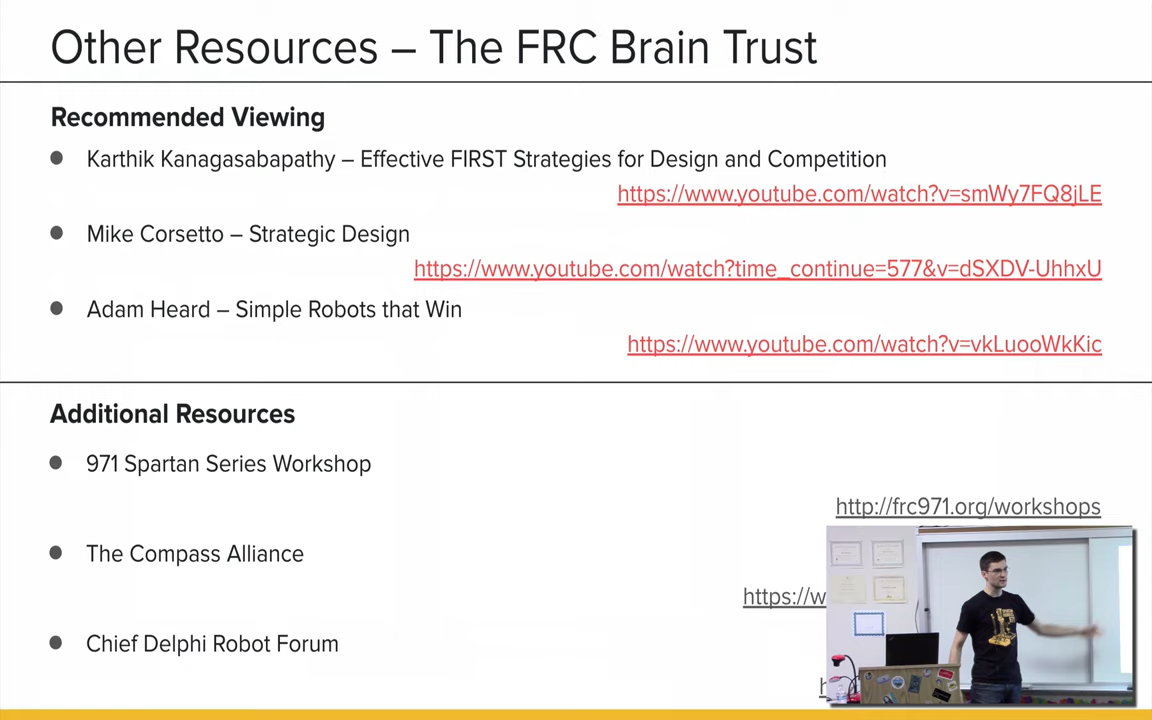 Other Resources – The FRC Brain Trust
Recommended Viewing
● Karthik Kanagasabapathy – Effective FIRST Strategies for Design and Competition
https://www.youtube.com/watch?v=smWy7FQ8jLE
● Mike Corsetto – Strategic Design
https://www.youtube.com/watch?time_continue=577&v=dSXDV-UhhxU
● Adam Heard – Simple Robots that Win
https://www.youtube.com/watch?v=vkLuooWkKic
Additional Resources
● 971 Spartan Series Workshop
http://frc971.org/workshops
● The Compass Alliance
https://w
● Chief Delphi Robot Forum